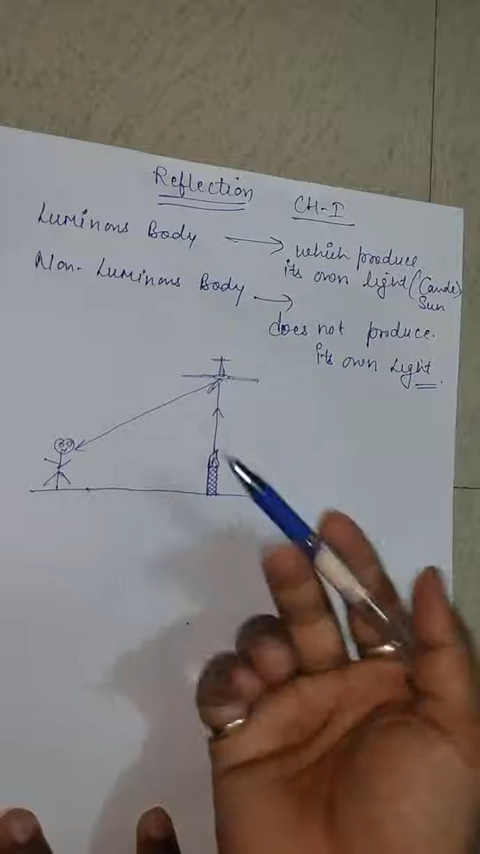 Reflection CH-I
Luminous Body → which produce
its own light (Cande)
Sun
Non-Luminous Body →
does not produce.
its own light.